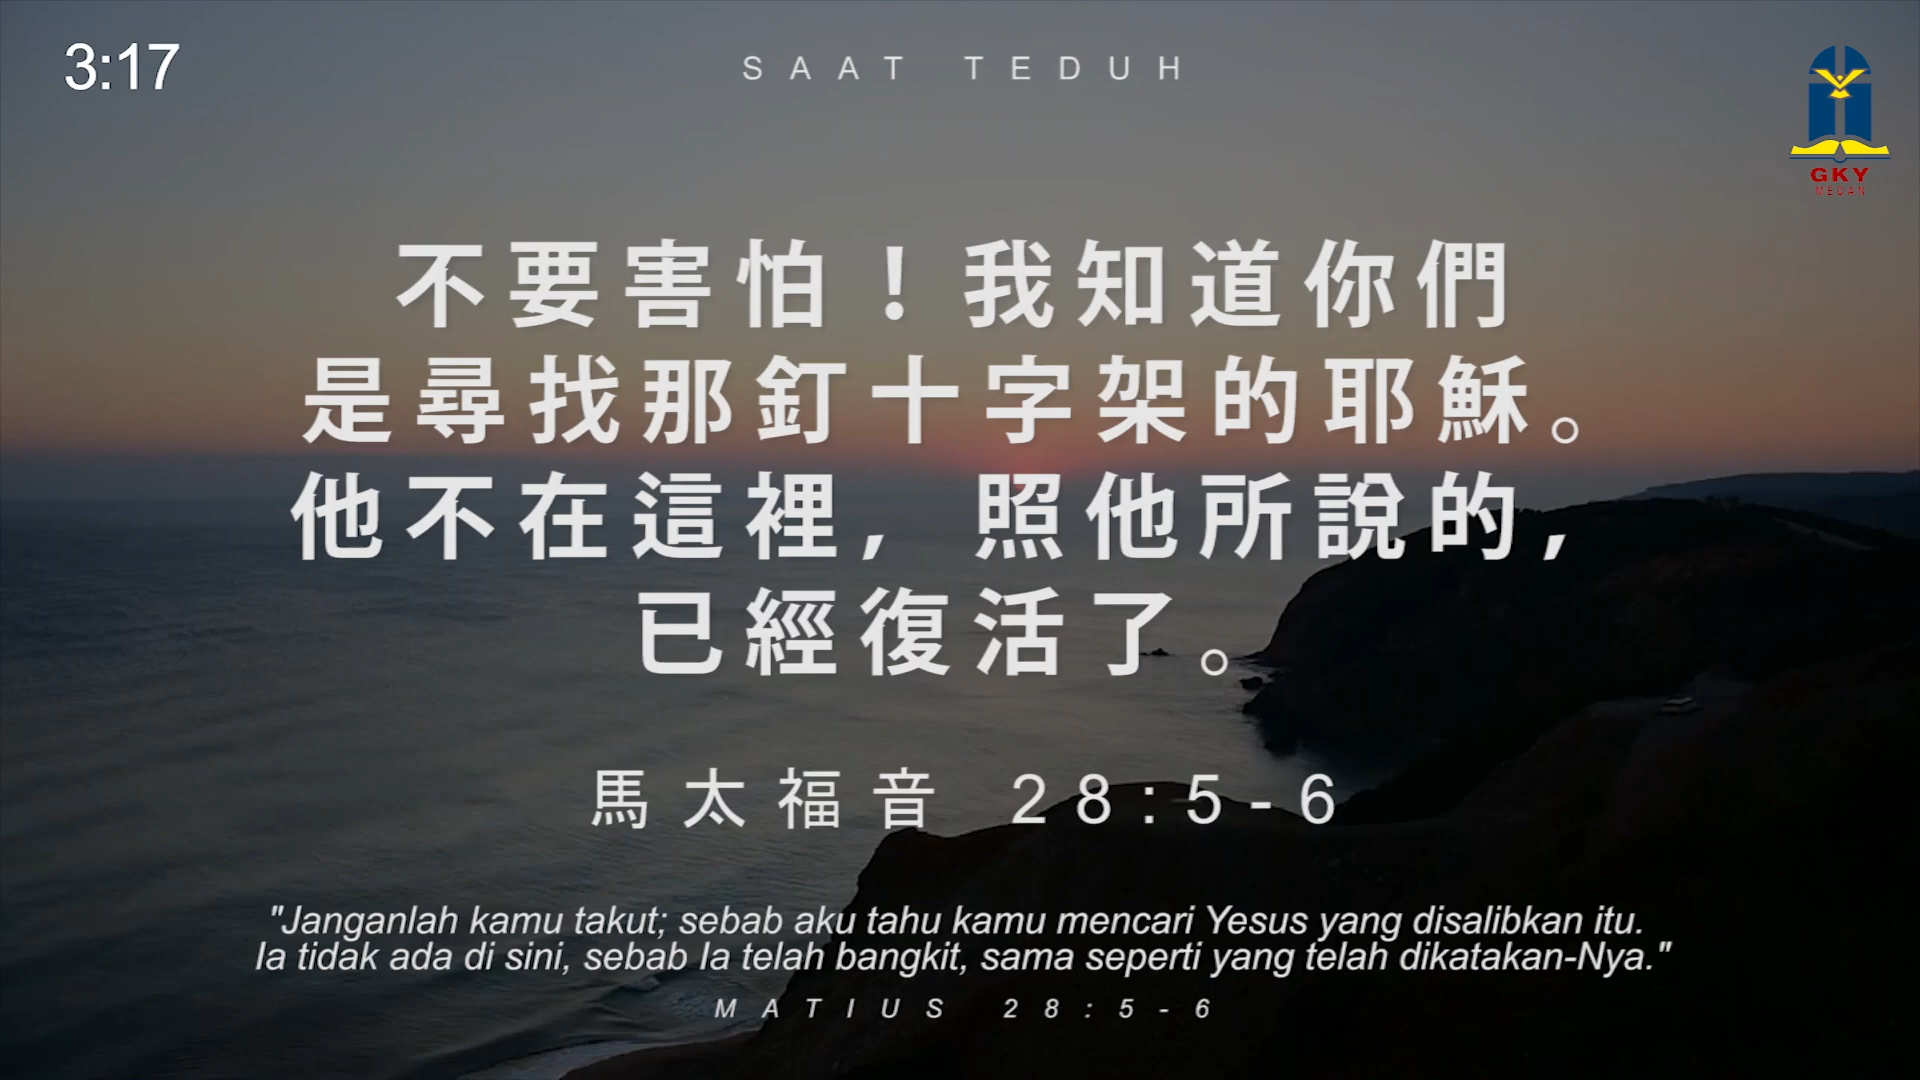 3:17
SAAT TEDUH
GKY
MEDAN
不要害怕！我知道你們
是尋找那釘十字架的耶穌。
他不在這裡，照他所說的，
已經復活了。
馬太福音 28:5-6
"Janganlah kamu takut; sebab aku tahu kamu mencari Yesus yang disalibkan itu.
Ia tidak ada di sini, sebab Ia telah bangkit, sama seperti yang telah dikatakan-Nya."
MATIUS 28:5-6